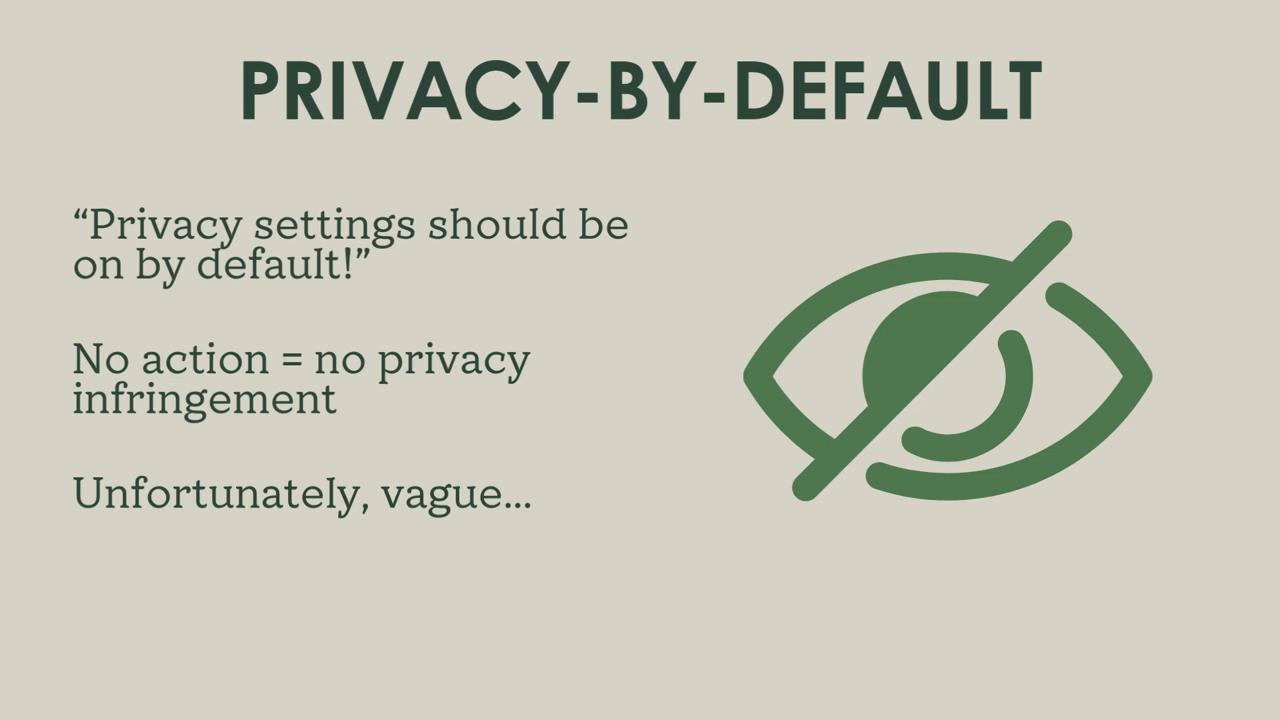 PRIVACY-BY-DEFAULT
“Privacy settings should be
on by default!”
No action = no privacy
infringement
Unfortunately, vague...